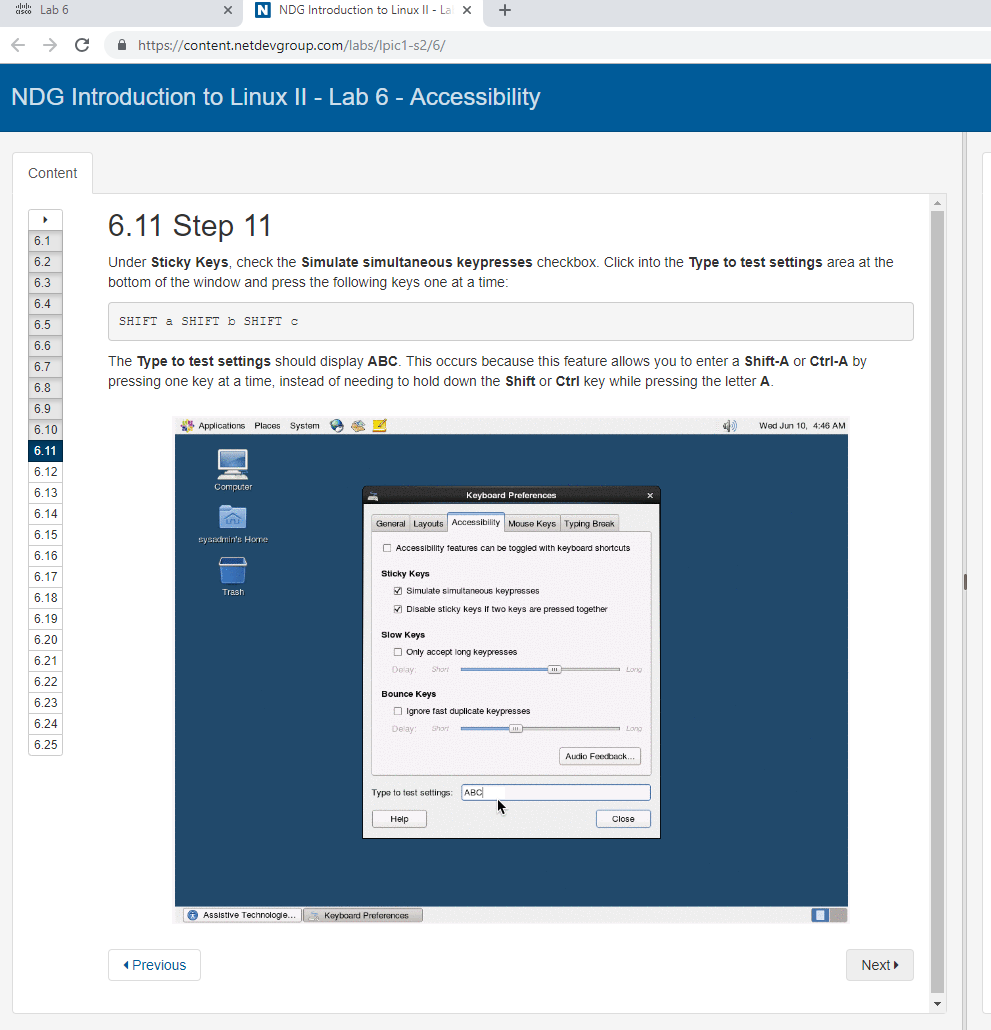 cisco Lab 6
NDG Introduction to Linux II - La
https://content.netdevgroup.com/labs/lpic1-s2/6/
NDG Introduction to Linux II - Lab 6 - Accessibility
Content
6.1
6.2
6.3
6.4
6.5
6.6
6.7
6.8
6.9
6.10
6.11
6.12
6.13
6.14
6.15
6.16
6.17
6.18
6.19
6.20
6.21
6.22
6.23
6.24
6.25
6.11 Step 11
Under Sticky Keys, check the Simulate simultaneous keypresses checkbox. Click into the Type to test settings area at the
bottom of the window and press the following keys one at a time:
SHIFT a SHIFT b SHIFT c
The Type to test settings should display ABC. This occurs because this feature allows you to enter a Shift-A or Ctrl-A by
pressing one key at a time, instead of needing to hold down the Shift or Ctrl key while pressing the letter A.
Applications Places System Wed Jun 10, 4:46 AM
Computer
sysadmin's Home
Trash
Keyboard Preferences
General Layouts Accessibility Mouse Keys Typing Break
Accessibility features can be toggled with keyboard shortcuts
Sticky Keys
Simulate simultaneous keypresses
Disable sticky keys if two keys are pressed together
Slow Keys
Only accept long keypresses
Delay: Short Long
Bounce Keys
Ignore fast duplicate keypresses
Delay: Short Long
Audio Feedback...
Type to test settings: ABC
Help Close
Assistive Technologie... Keyboard Preferences
Previous Next